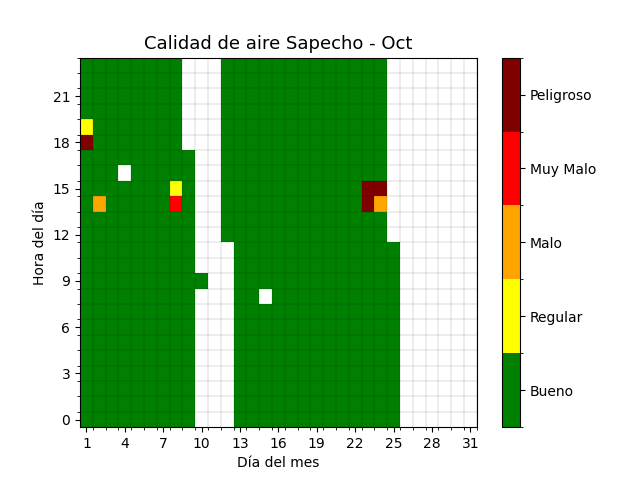 Calidad de aire Sapecho - Oct
Peligroso
Muy Malo
Malo
Regular
Bueno
Hora del día
21
18
15
12
9
6
3
0
1 4 7 10 13 16 19 22 25 28 31
Día del mes